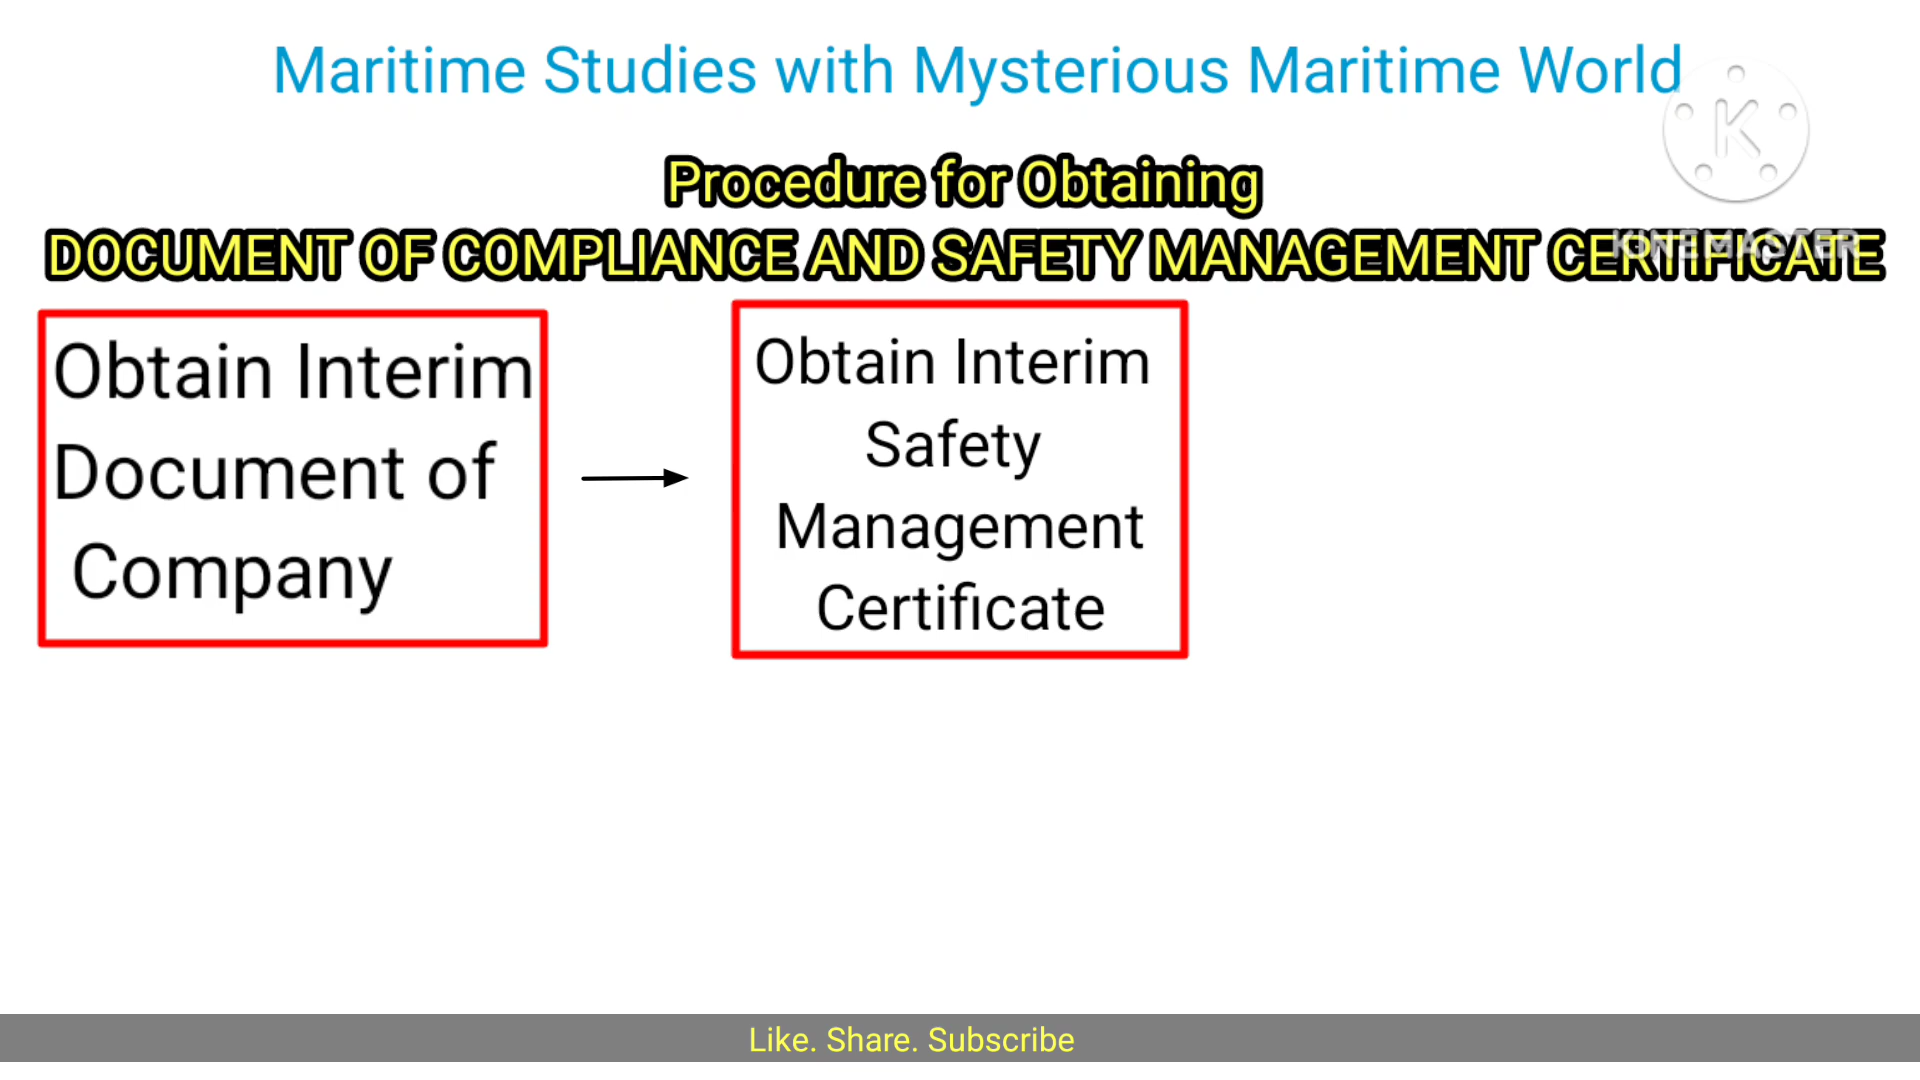 Maritime Studies with Mysterious Maritime World
K
Procedure for Obtaining
DOCUMENT OF COMPLIANCE AND SAFETY MANAGEMENT CERTIFICATE
KINEMASTER
Obtain Interim
Document of
Company
Obtain Interim
Safety
Management
Certificate
Like. Share. Subscribe